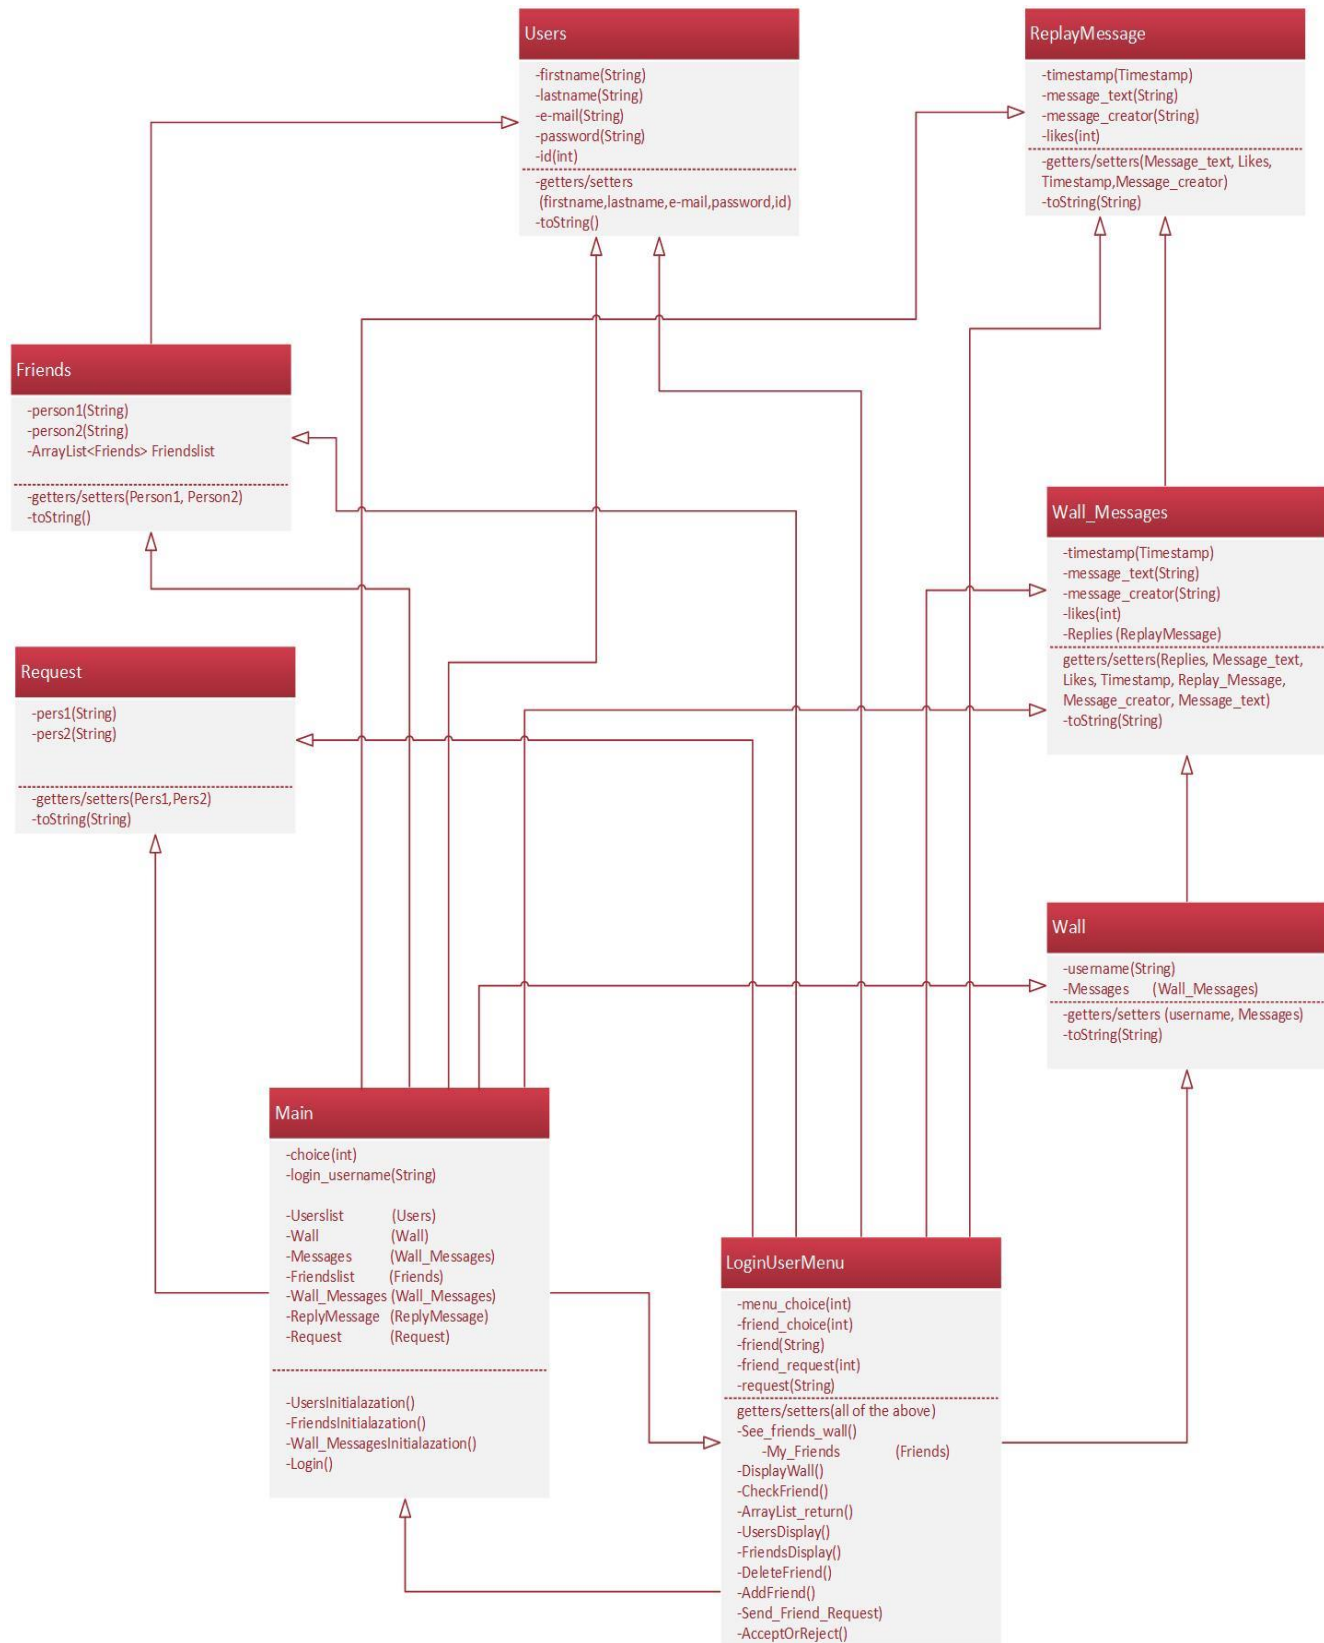 Users
-firstname(String)
-lastname(String)
-e-mail(String)
-password(String)
-id(int)
-getters/setters
(firstname,lastname,e-mail,password,id)
-toString()
ReplayMessage
-timestamp(Timestamp)
-message_text(String)
-message_creator(String)
-likes(int)
-getters/setters(Message_text, Likes,
Timestamp,Message_creator)
-toString(String)
Friends
-person1(String)
-person2(String)
-ArrayList<Friends> Friendslist
-getters/setters(Person1, Person2)
-toString()
Wall_Messages
-timestamp(Timestamp)
-message_text(String)
-message_creator(String)
-likes(int)
-Replies (ReplayMessage)
getters/setters(Replies, Message_text,
Likes, Timestamp, Replay_Message,
Message_creator, Message_text)
-toString(String)
Request
-pers1(String)
-pers2(String)
-getters/setters(Pers1,Pers2)
-toString(String)
Wall
-username(String)
-Messages (Wall_Messages)
-getters/setters (username, Messages)
-toString(String)
Main
-choice(int)
-login_username(String)
-Userslist (Users)
-Wall (Wall)
-Messages (Wall_Messages)
-Friendslist (Friends)
-Wall_Messages (Wall_Messages)
-ReplyMessage (ReplyMessage)
-Request (Request)
-UsersInitialazation()
-FriendsInitialazation()
-Wall_MessagesInitialazation()
-Login()
LoginUserMenu
-menu_choice(int)
-friend_choice(int)
-friend(String)
-friend_request(int)
-request(String)
getters/setters(all of the above)
-See_friends_wall()
-My_Friends (Friends)
-DisplayWall()
-CheckFriend()
-ArrayList_return()
-UsersDisplay()
-FriendsDisplay()
-DeleteFriend()
-AddFriend()
-Send_Friend_Request)
-AcceptOrReject()